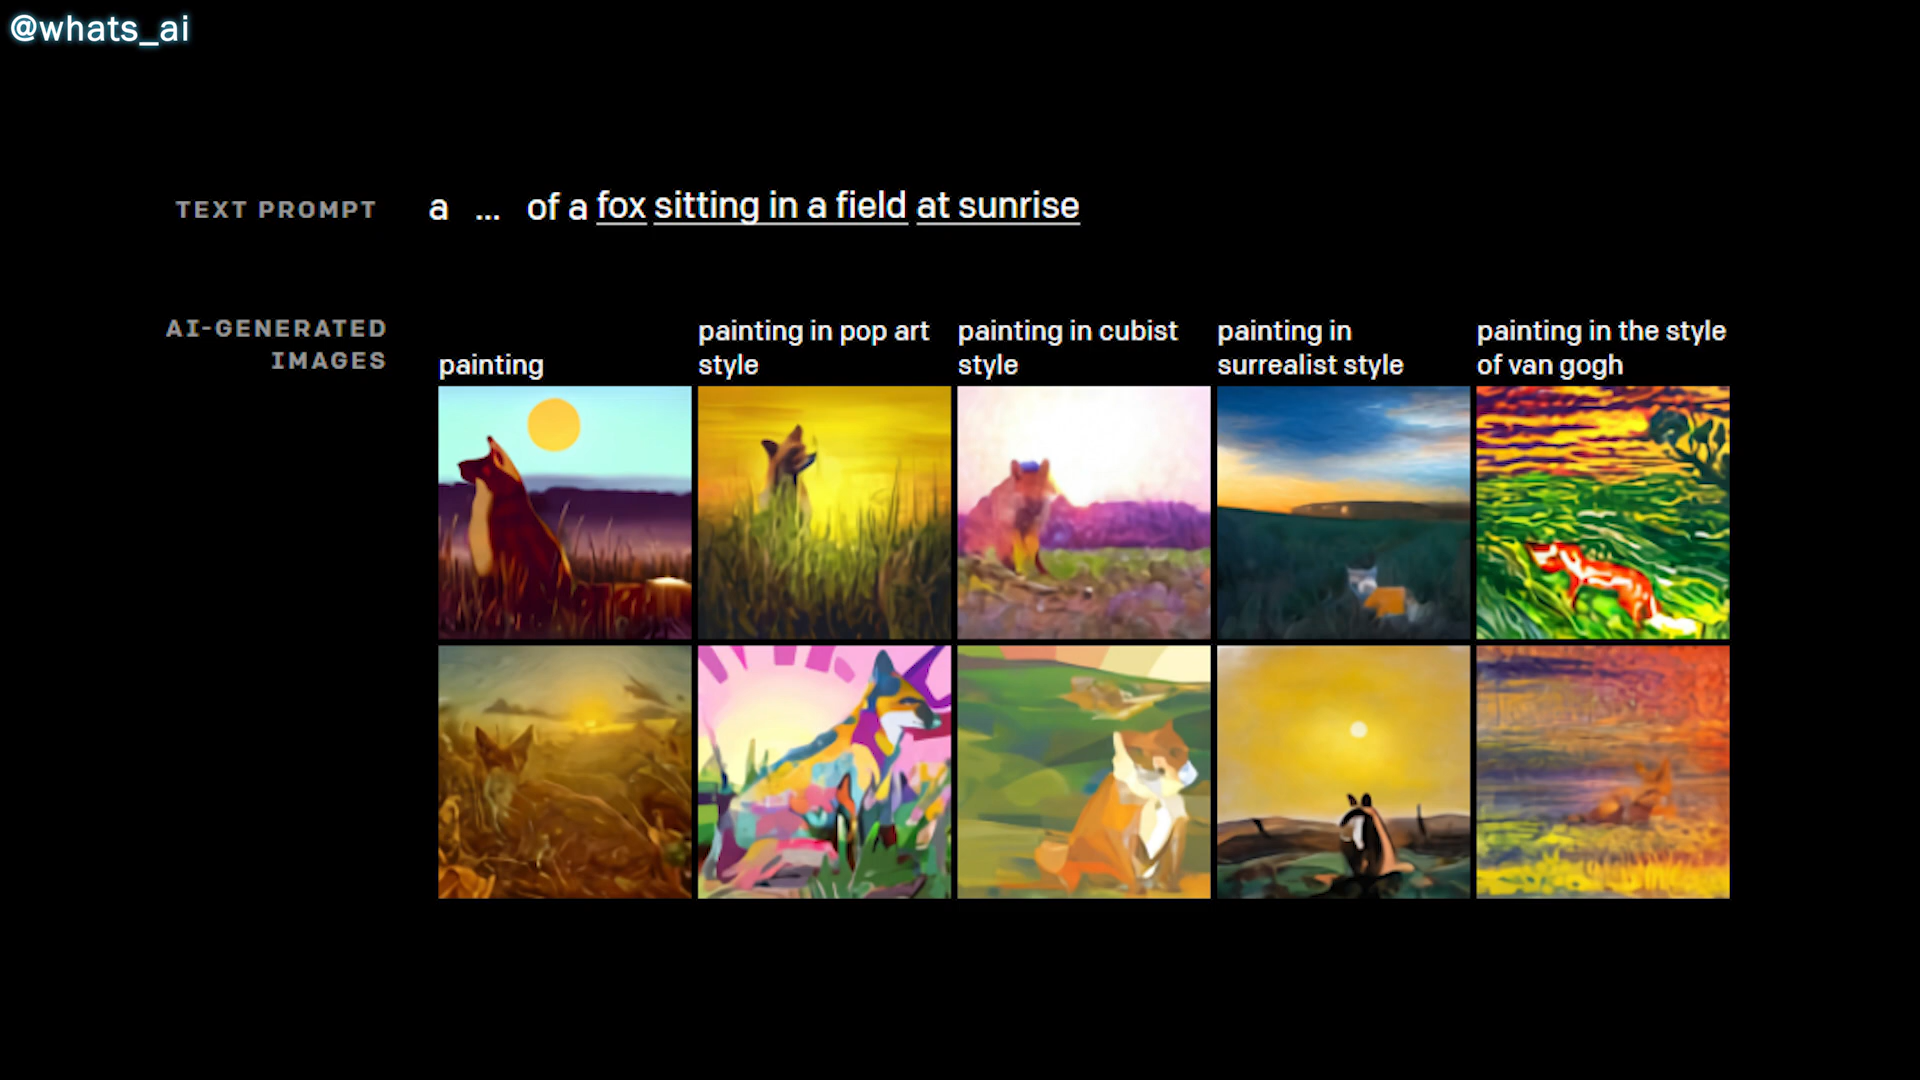 @whats_ai
TEXT PROMPT
a ... of a fox sitting in a field at sunrise
AI-GENERATED
IMAGES
painting
painting in pop art
style
painting in cubist
style
painting in
surrealist style
painting in the style
of van gogh